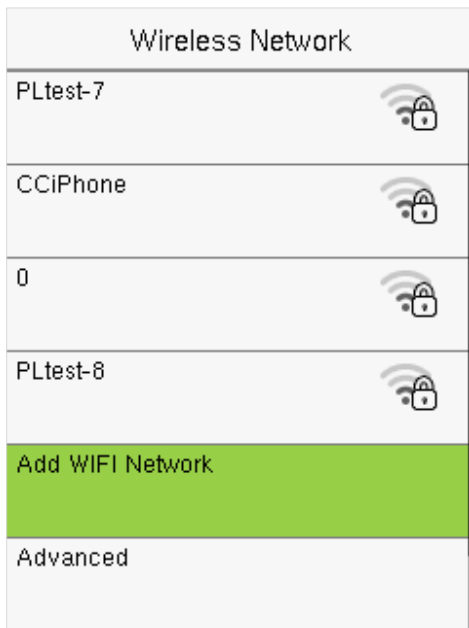 Wireless Network
PLtest-7
CCiPhone
0
PLtest-8
Add WIFI Network
Advanced